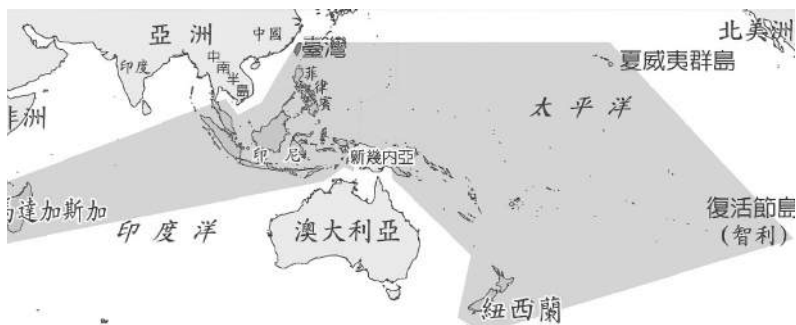 亞洲
中國
北美洲
臺灣
夏威夷群島
印度
中南半島
菲律賓
太平洋
非洲
印尼
新幾內亞
馬達加斯加
印度洋
澳大利亞
復活節島
(智利)
紐西蘭